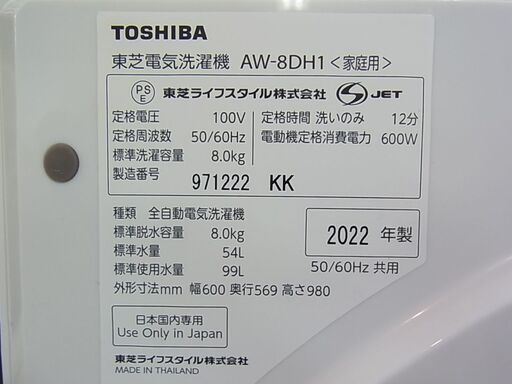 TOSHIBA
東芝電気洗濯機 AW-8DH1<家庭用>
PS E 東芝ライフスタイル株式会社 S JET
定格電圧 100V 定格時間 洗いのみ 12分
定格周波数 50/60Hz 電動機定格消費電力 600W
標準洗濯容量 8.0kg
製造番号 971222 KK
種類 全自動電気洗濯機
標準脱水容量 8.0kg 2022 年製
標準水量 54L
標準使用水量 99L 50/60Hz 共用
外形寸法mm 幅600 奥行569 高さ980
日本国内専用
Use Only in Japan
東芝ライフスタイル株式会社
MADE IN THAILAND